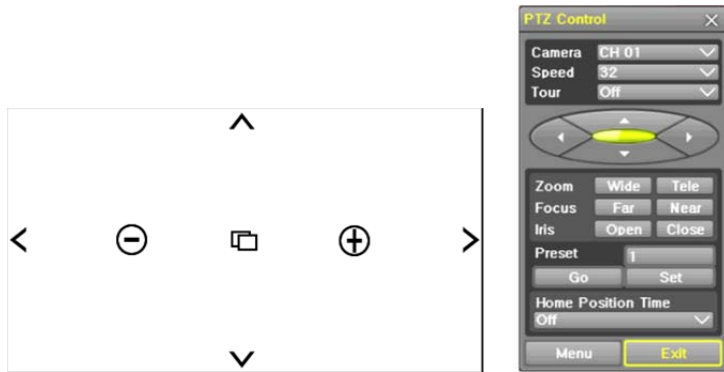 PTZ Control
Camera CH 01
Speed 32
Tour Off
Zoom Wide Tele
Focus Far Near
Iris Open Close
Preset 1
Go Set
Home Position Time
Off
Menu Exit